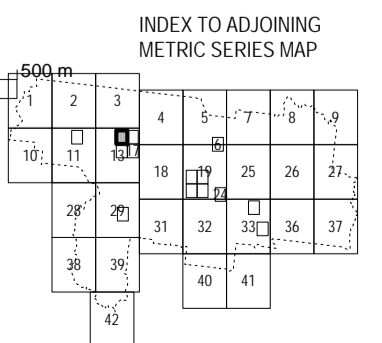 INDEX TO ADJOINING
METRIC SERIES MAP
500 m
1 2 3 4 5 7 8 9
6
10 11 13 17 18 19 25 26 27
24
28 29 31 32 33 36 37
38 39 40 41
42